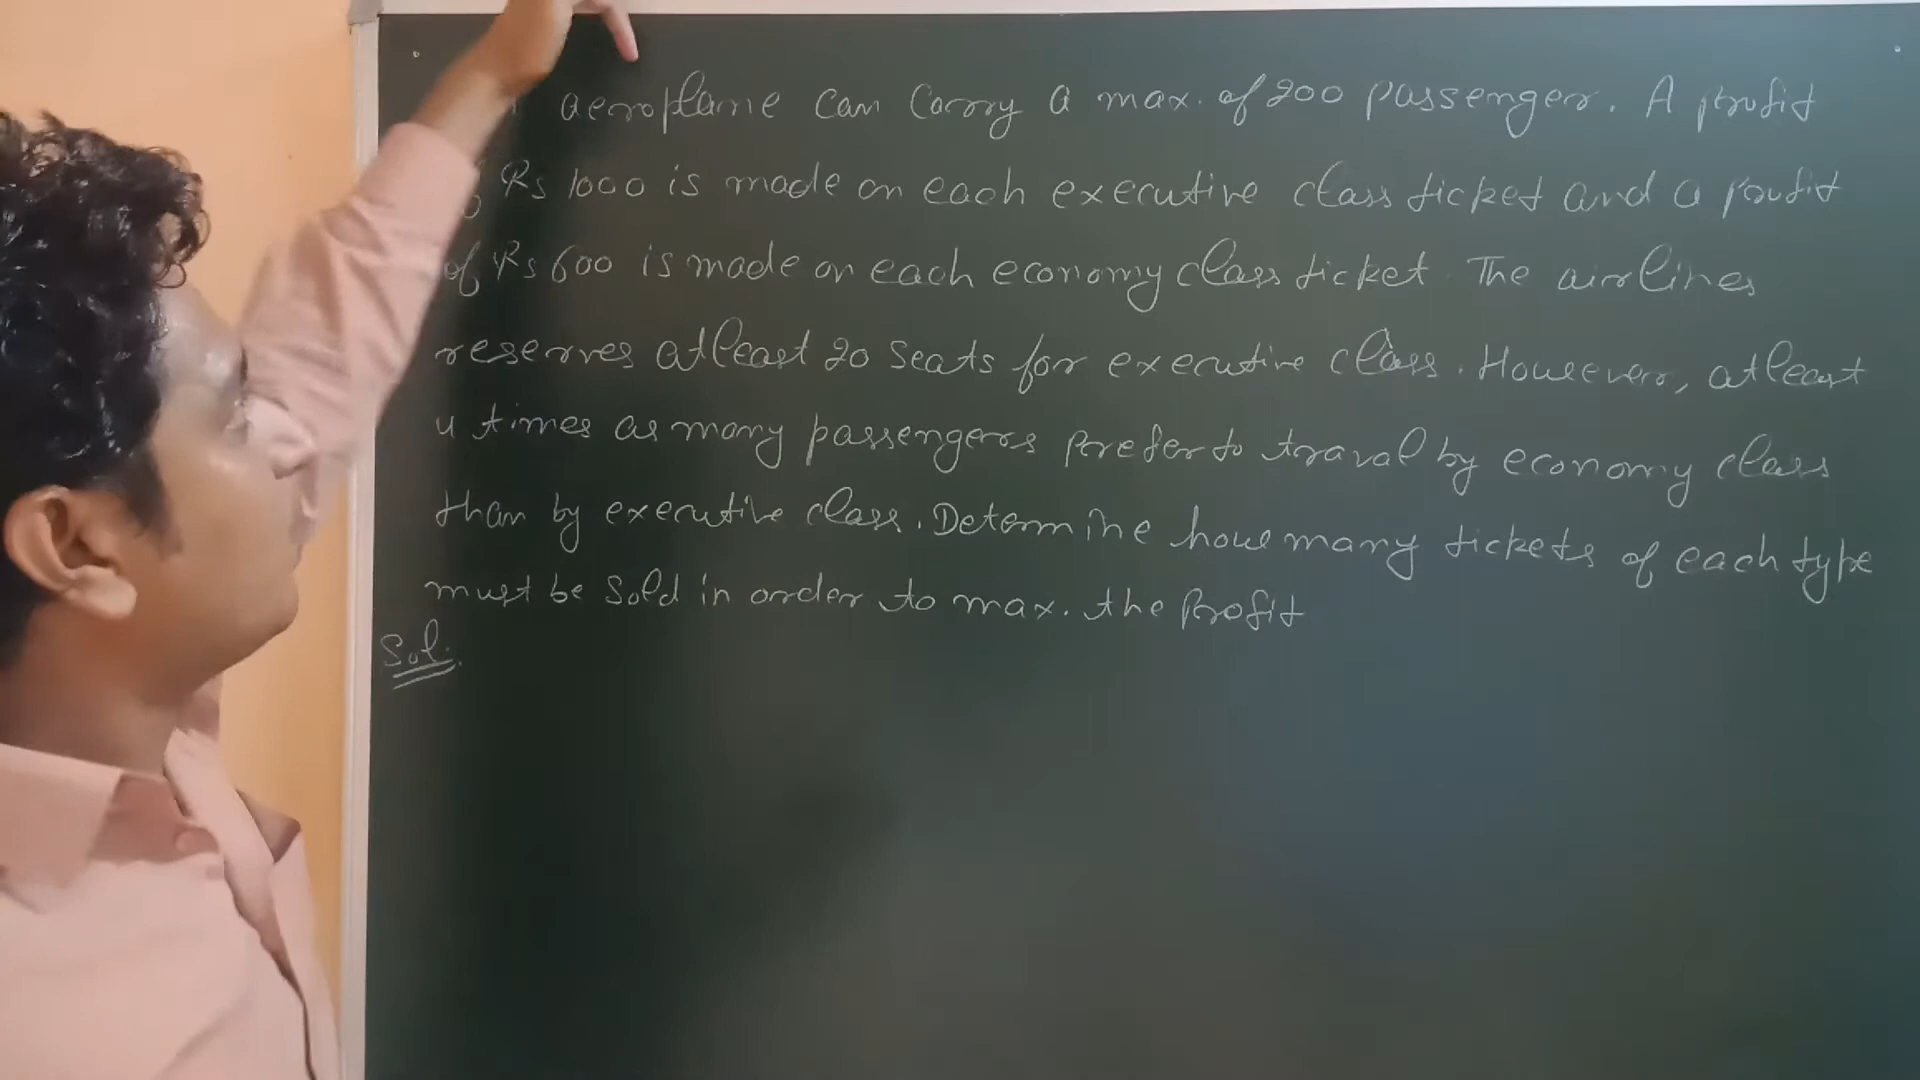 aeroplane can carry a max. of 200 passengers. A profit
Rs 1000 is made on each executive class ticket and a profit
of Rs 600 is made on each economy class ticket. The airlines
reserves atleast 20 seats for executive class. However, atleast
4 times as many passengers prefer to traval by economy class
than by executive class. Determine how many tickets of each type
must be sold in order to max. the profit
Sol.